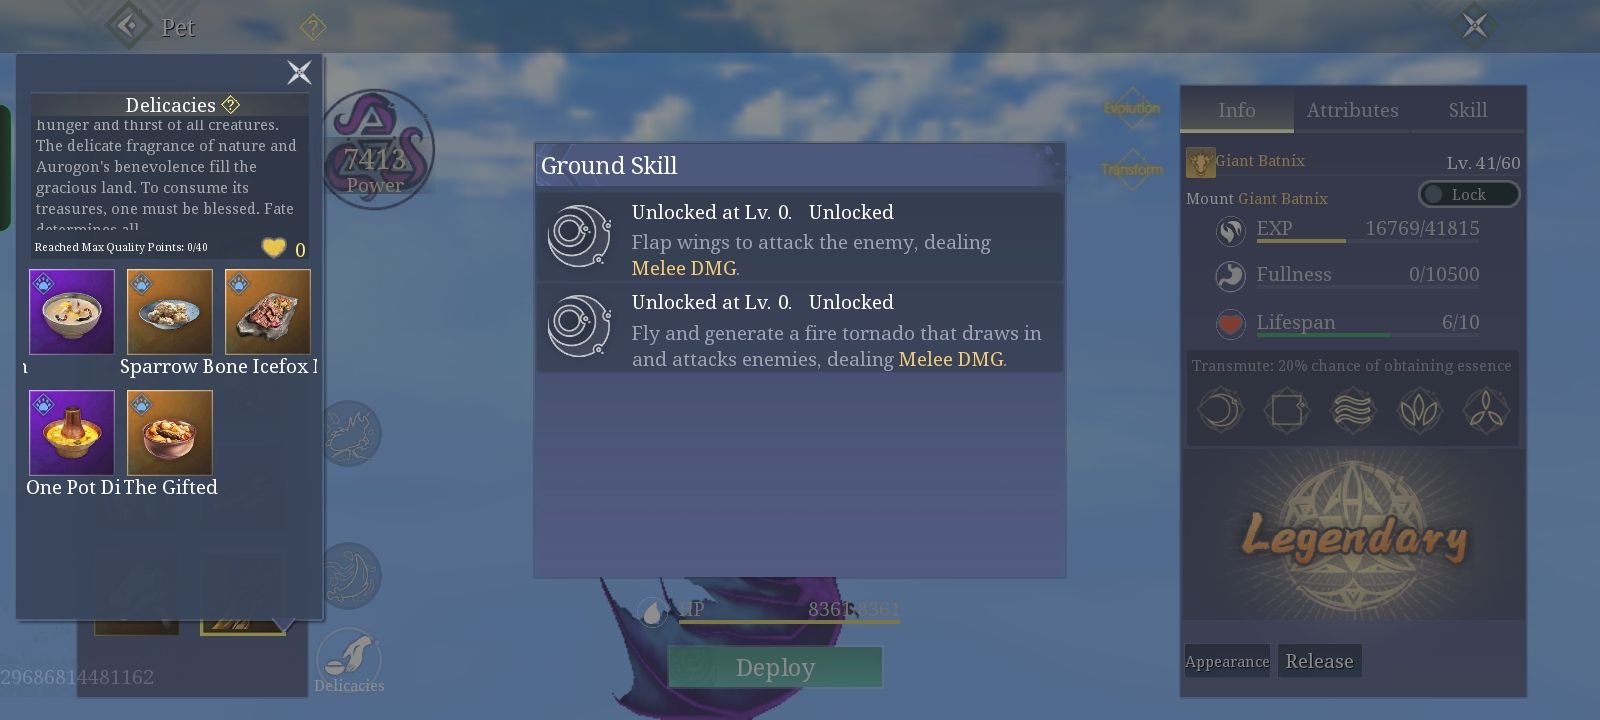 Pet
Delicacies
hunger and thirst of all creatures.
The delicate fragrance of nature and
Aurogon's benevolence fill the
gracious land. To consume its
treasures, one must be blessed. Fate
determines all.
Reached Max Quality Points: 0/40
0
Sparrow Bone Icefox
One Pot Di The Gifted
7413
Power
Delicacies
29686814481162
Ground Skill
Unlocked at Lv. 0. Unlocked
Flap wings to attack the enemy, dealing
Melee DMG.
Unlocked at Lv. 0. Unlocked
Fly and generate a fire tornado that draws in
and attacks enemies, dealing Melee DMG.
HP 8361/8361
Deploy
Evolution
Transform
Info Attributes Skill
Giant Batnix Lv. 41/60
Mount Giant Batnix Lock
EXP 16769/41815
Fullness 0/10500
Lifespan 6/10
Transmute: 20% chance of obtaining essence
Legendary
Appearance Release